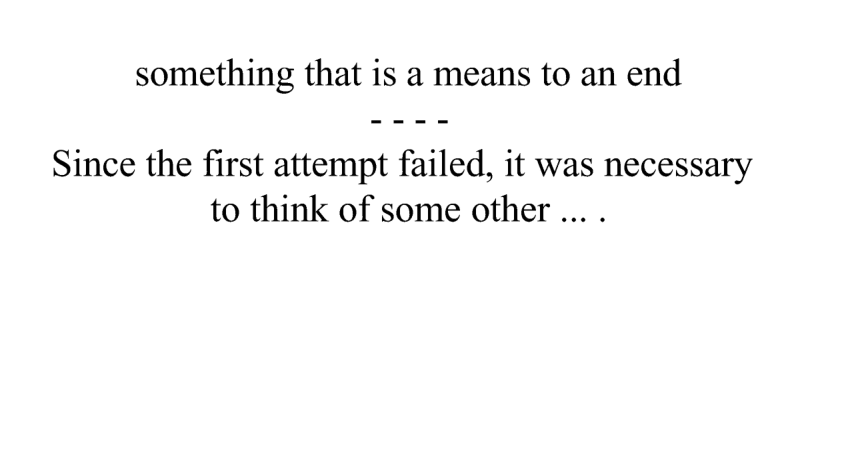 something that is a means to an end
- - - -
Since the first attempt failed, it was necessary
to think of some other ... .